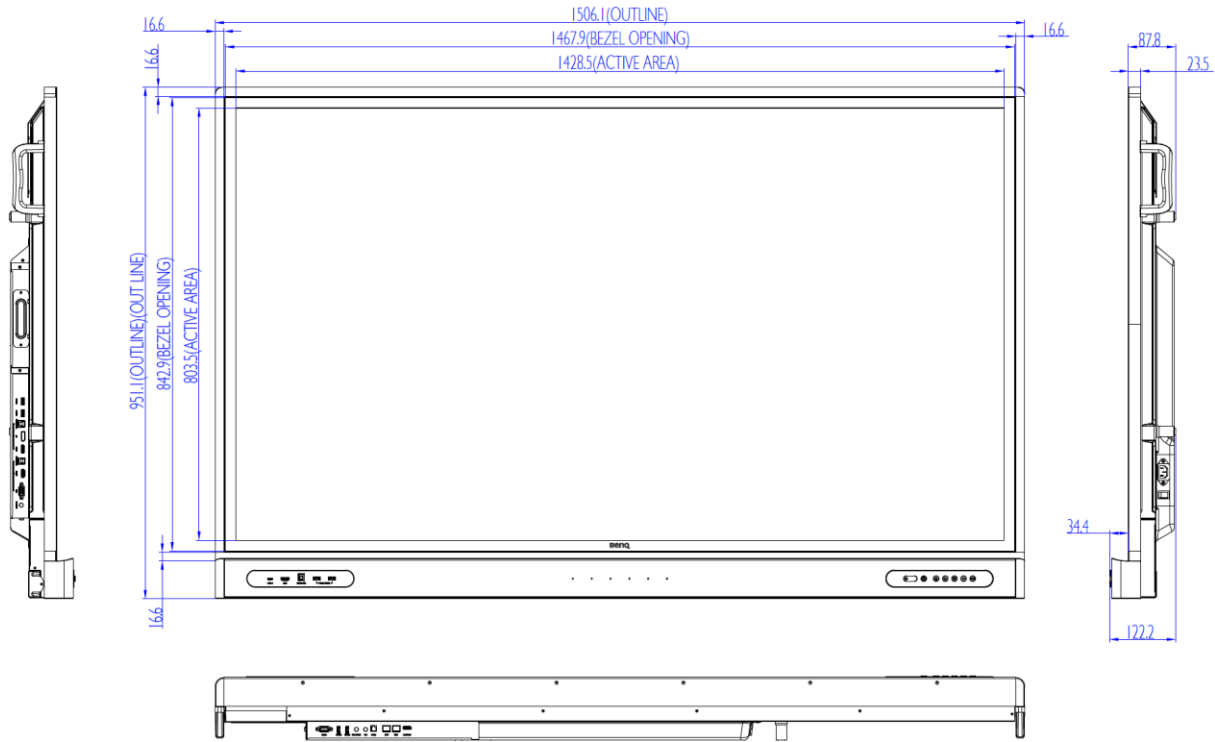 1506.1(OUTLINE)
16.6
1467.9(BEZEL OPENING)
16.6
87.8
16.6
1428.5(ACTIVE AREA)
23.5
951.1(OUTLINE)(OUT LINE)
842.9(BEZEL OPENING)
803.5(ACTIVE AREA)
34.4
BenQ
16.6
122.2